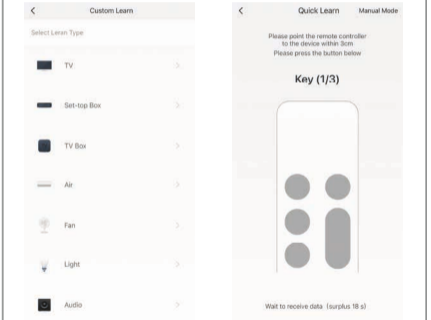 Custom Learn
Select Leran Type
TV
Set-top Box
TV Box
Air
Fan
Light
Audio
Quick Learn
Manual Mode
Please point the remote controller
to the device within 3cm
Please press the button below
Key (1/3)
Wait to receive data (surplus 18 s)